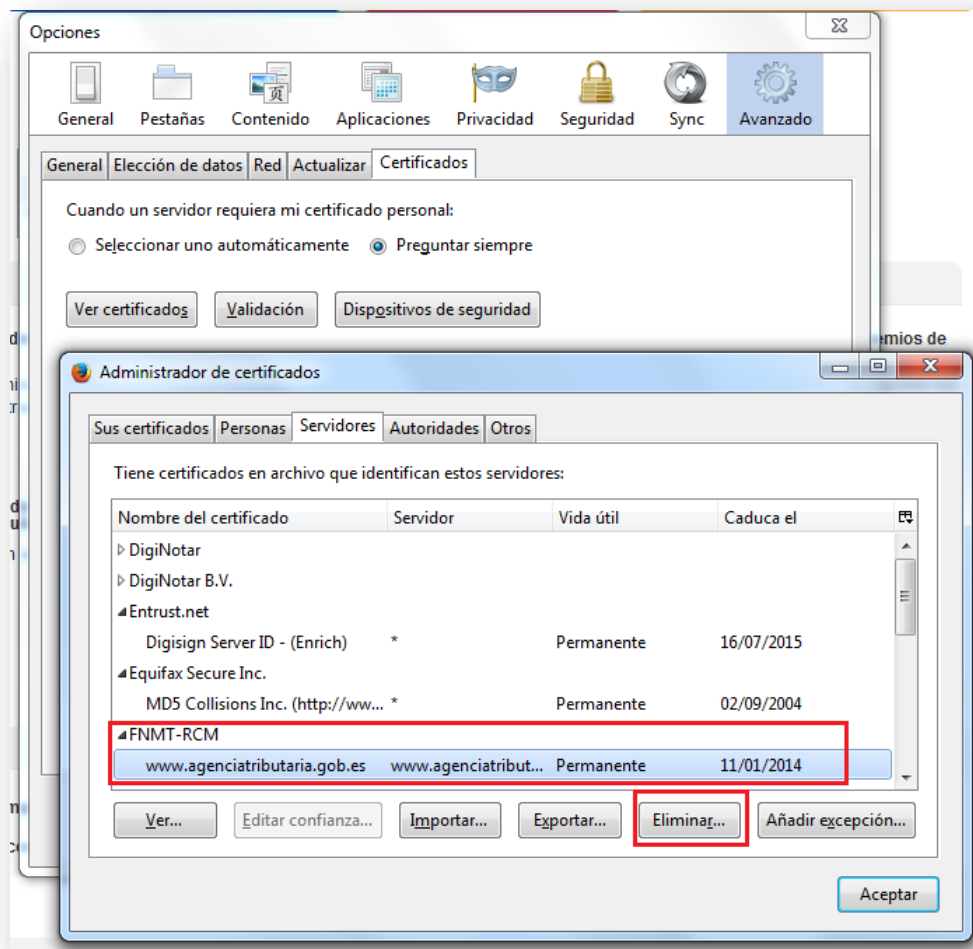 Opciones
General Pestañas Contenido Aplicaciones Privacidad Seguridad Sync Avanzado
General Elección de datos Red Actualizar Certificados
Cuando un servidor requiera mi certificado personal:
Seleccionar uno automáticamente Preguntar siempre
Ver certificados Validación Dispositivos de seguridad
emios de
Administrador de certificados
Sus certificados Personas Servidores Autoridades Otros
Tiene certificados en archivo que identifican estos servidores:
Nombre del certificado Servidor Vida útil Caduca el
DigiNotar
DigiNotar B.V.
Entrust.net
Digisign Server ID - (Enrich) * Permanente 16/07/2015
Equifax Secure Inc.
MD5 Collisions Inc. (http://ww... * Permanente 02/09/2004
FNMT-RCM
www.agenciatributaria.gob.es www.agenciatribut... Permanente 11/01/2014
Ver... Editar confianza... Importar... Exportar... Eliminar... Añadir excepción...
Aceptar